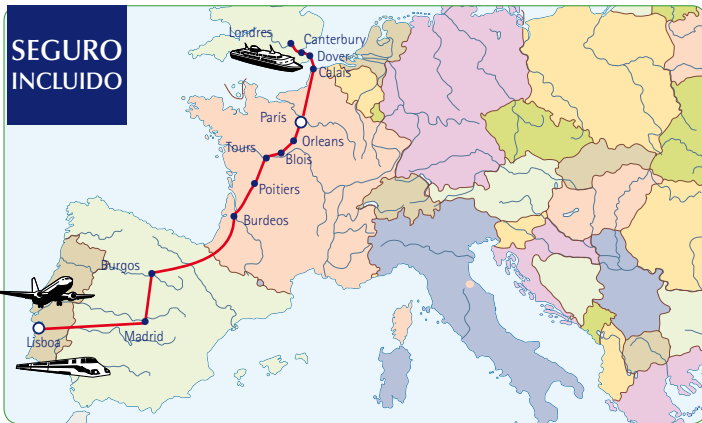 SEGURO
INCLUIDO
Londres
Canterbury
Dover
Calais
París
Orleans
Tours
Blois
Poitiers
Burdeos
Burgos
Madrid
Lisboa